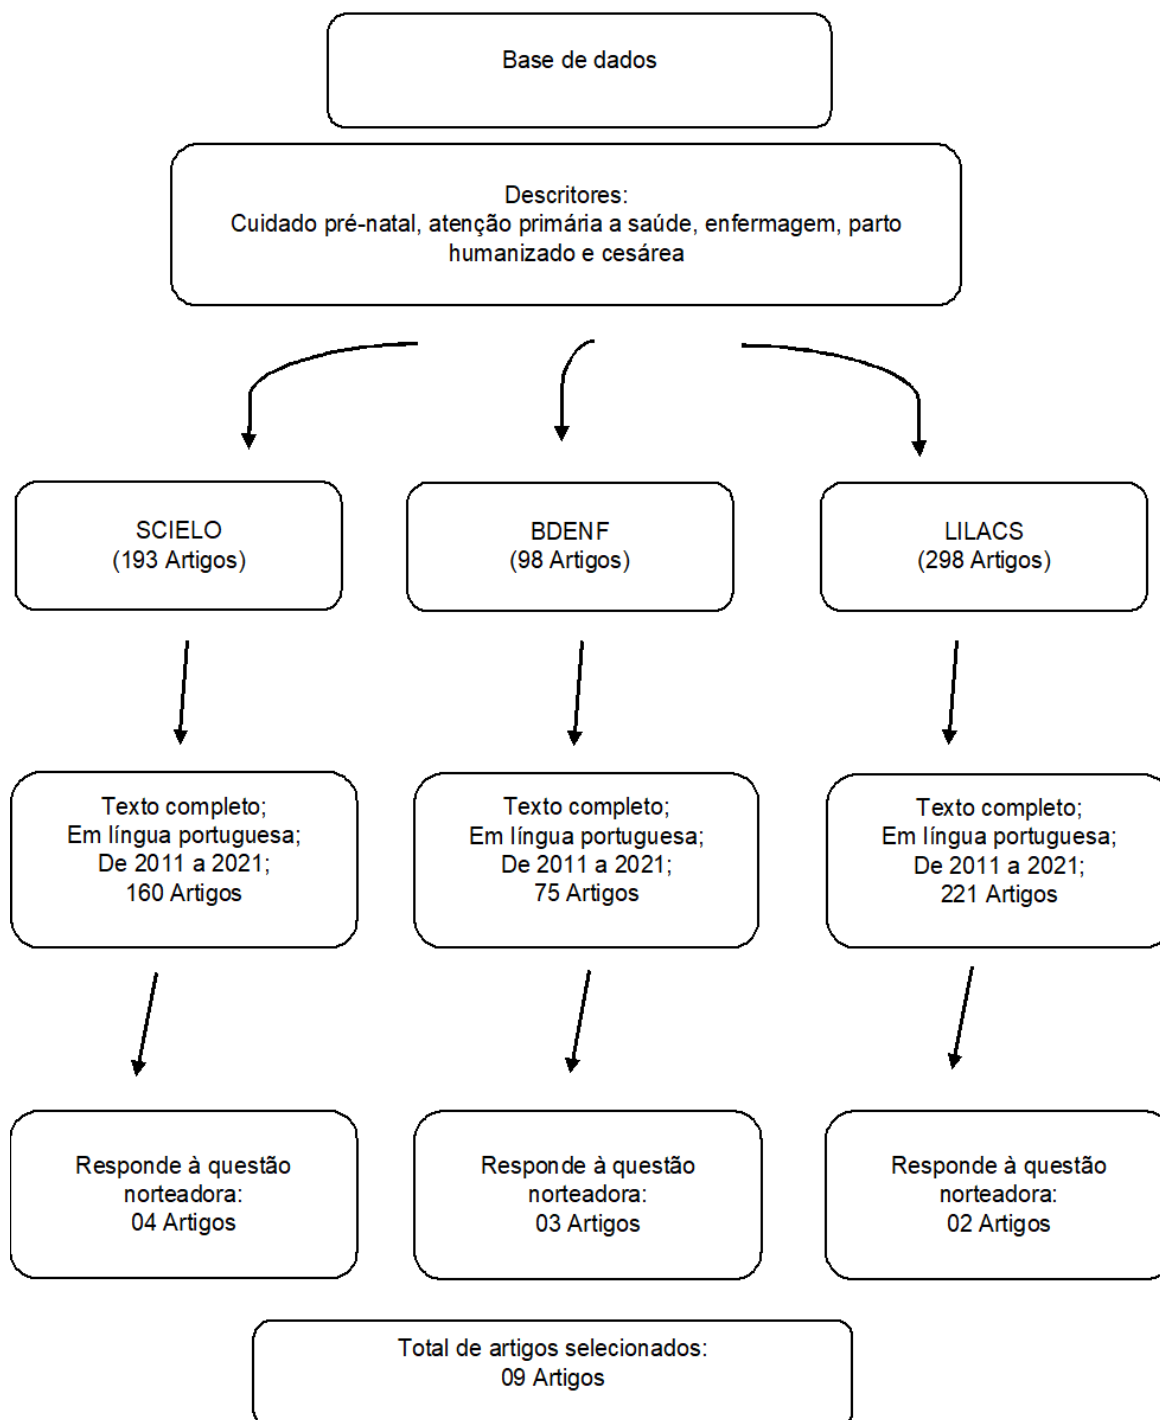 Base de dados
Descritores:
Cuidado pré-natal, atenção primária a saúde, enfermagem, parto
humanizado e cesárea
SCIELO
(193 Artigos)
BDENF
(98 Artigos)
LILACS
(298 Artigos)
Texto completo;
Em língua portuguesa;
De 2011 a 2021;
160 Artigos
Texto completo;
Em língua portuguesa;
De 2011 a 2021;
75 Artigos
Texto completo;
Em língua portuguesa;
De 2011 a 2021;
221 Artigos
Responde à questão
norteadora:
04 Artigos
Responde à questão
norteadora:
03 Artigos
Responde à questão
norteadora:
02 Artigos
Total de artigos selecionados:
09 Artigos